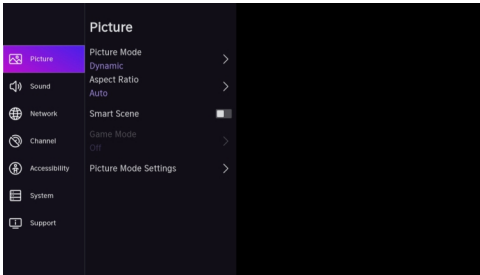 Picture
Picture
Sound
Network
Channel
Accessibility
System
Support
Picture Mode
Dynamic
Aspect Ratio
Auto
Smart Scene
Game Mode
Off
Picture Mode Settings